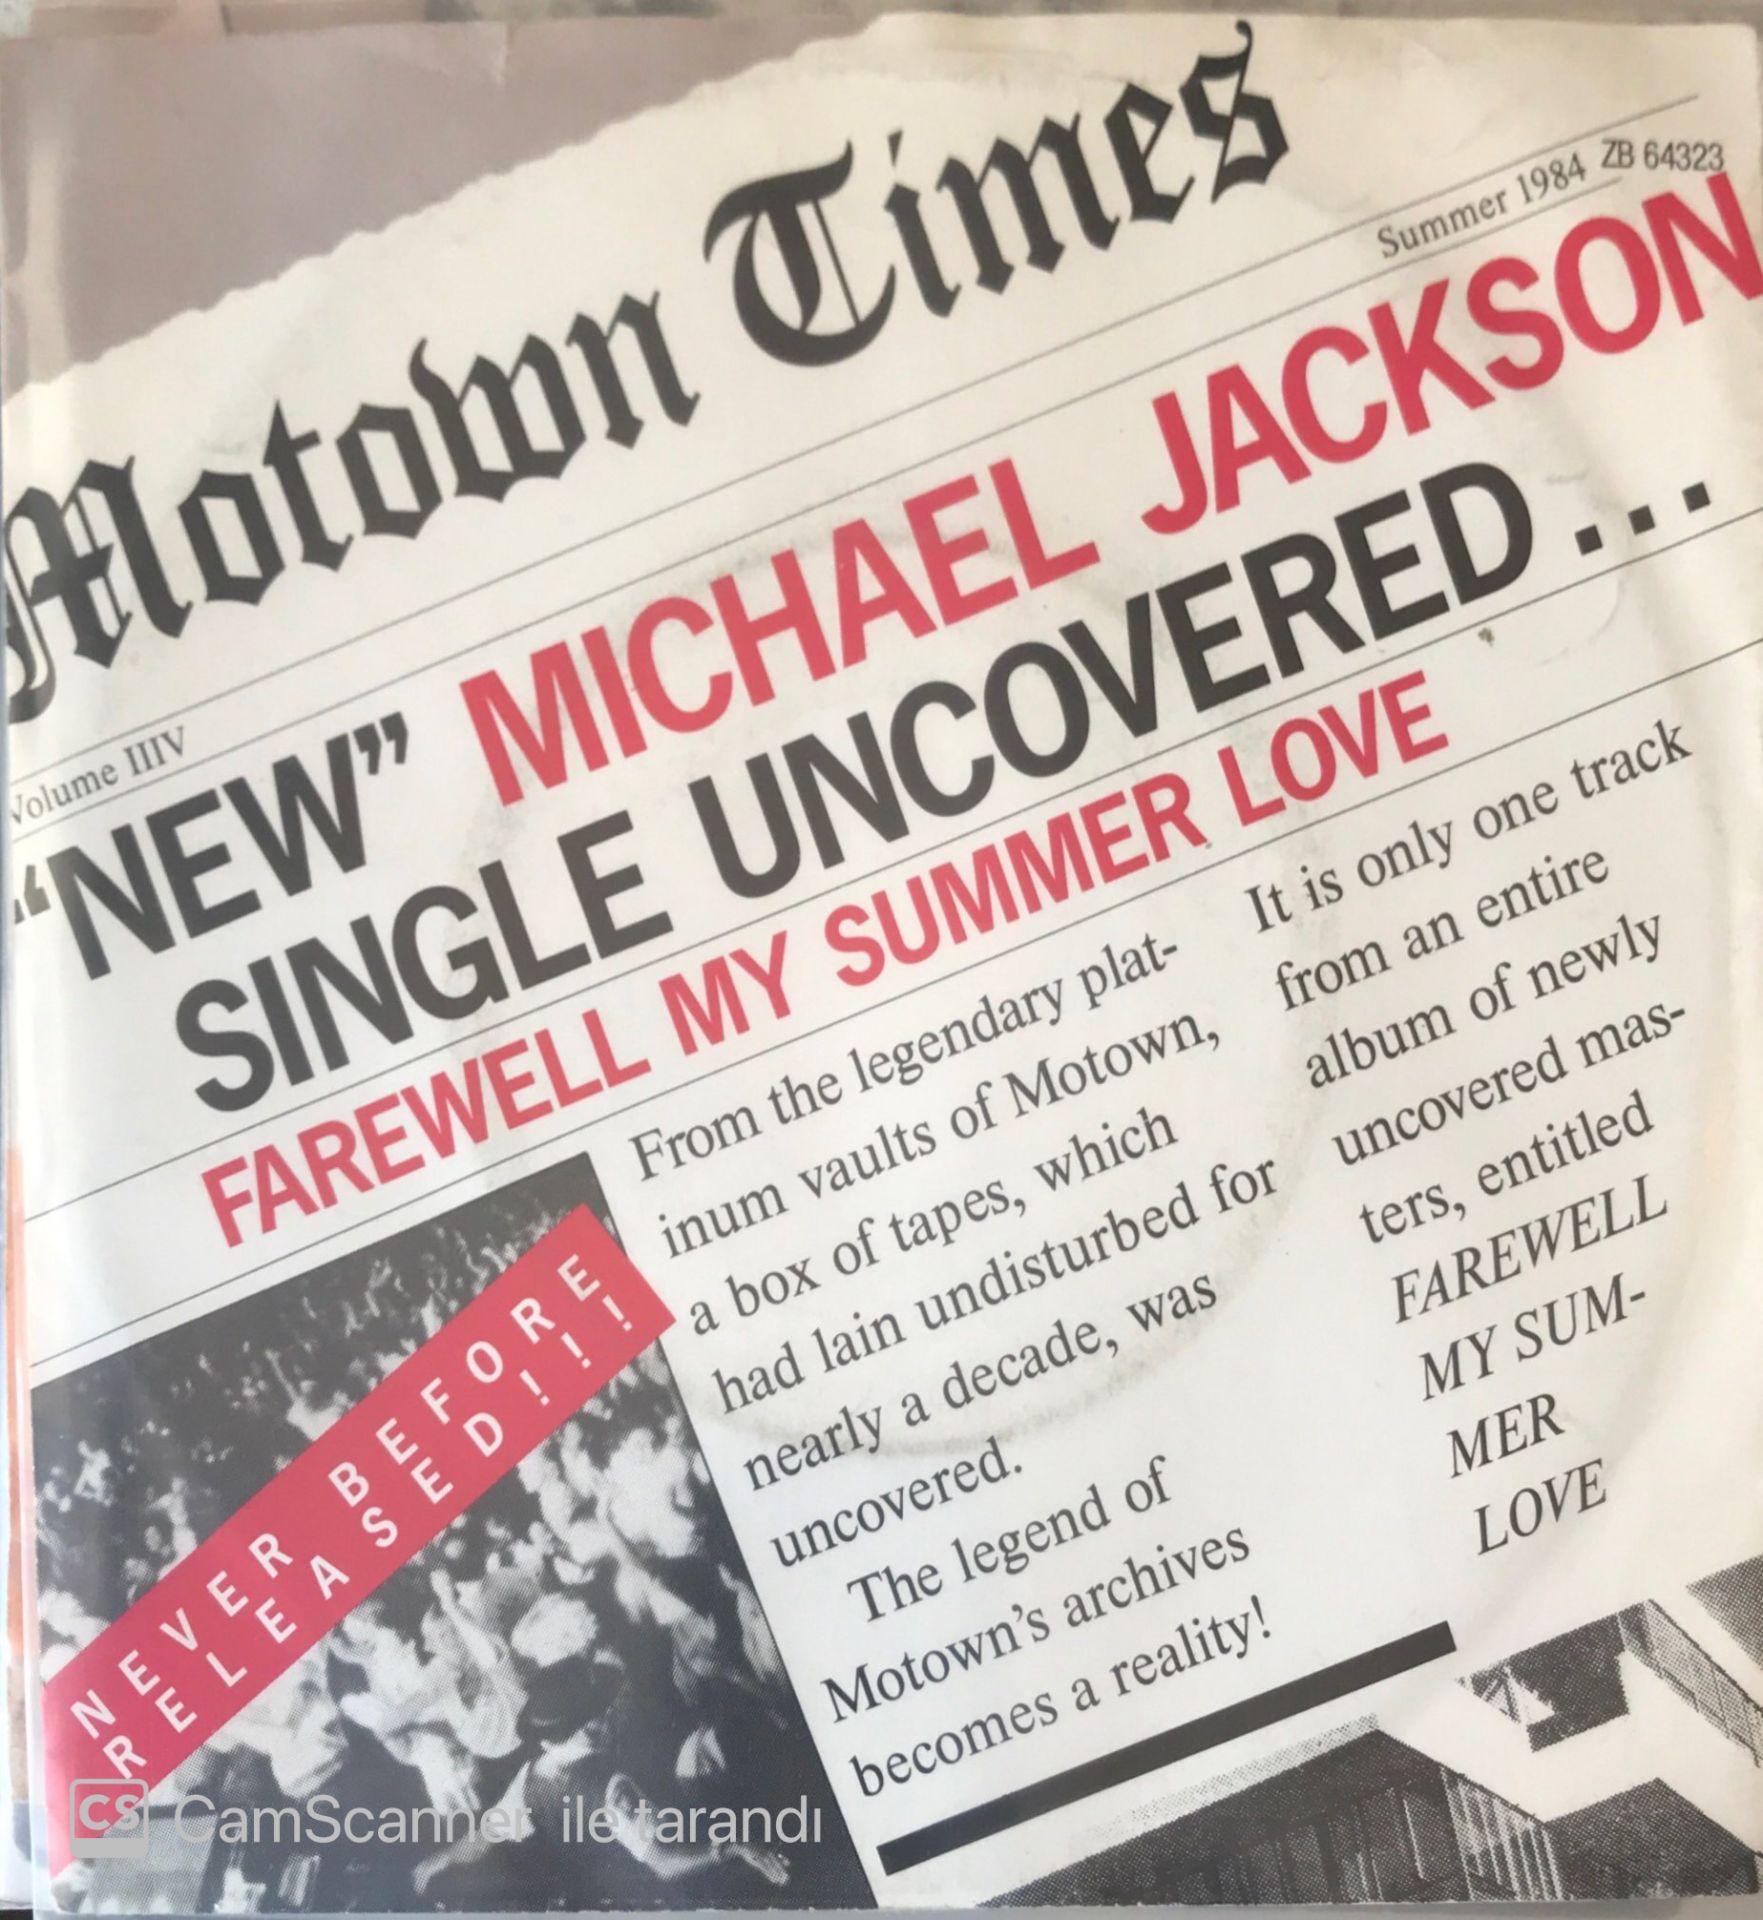 Motown Times
Volume IIIV
Summer 1984 ZB 64323
“NEW” MICHAEL JACKSON
SINGLE UNCOVERED...
FAREWELL MY SUMMER LOVE
NEVER BEFORE
RELEASED!!!
From the legendary plat-
inum vaults of Motown,
a box of tapes, which
had lain undisturbed for
nearly a decade, was
uncovered.
The legend of
Motown’s archives
becomes a reality!
It is only one track
from an entire
album of newly
uncovered mas-
ters, entitled
FAREWELL
MY SUM-
MER
LOVE
CS CamScanner ile tarandı